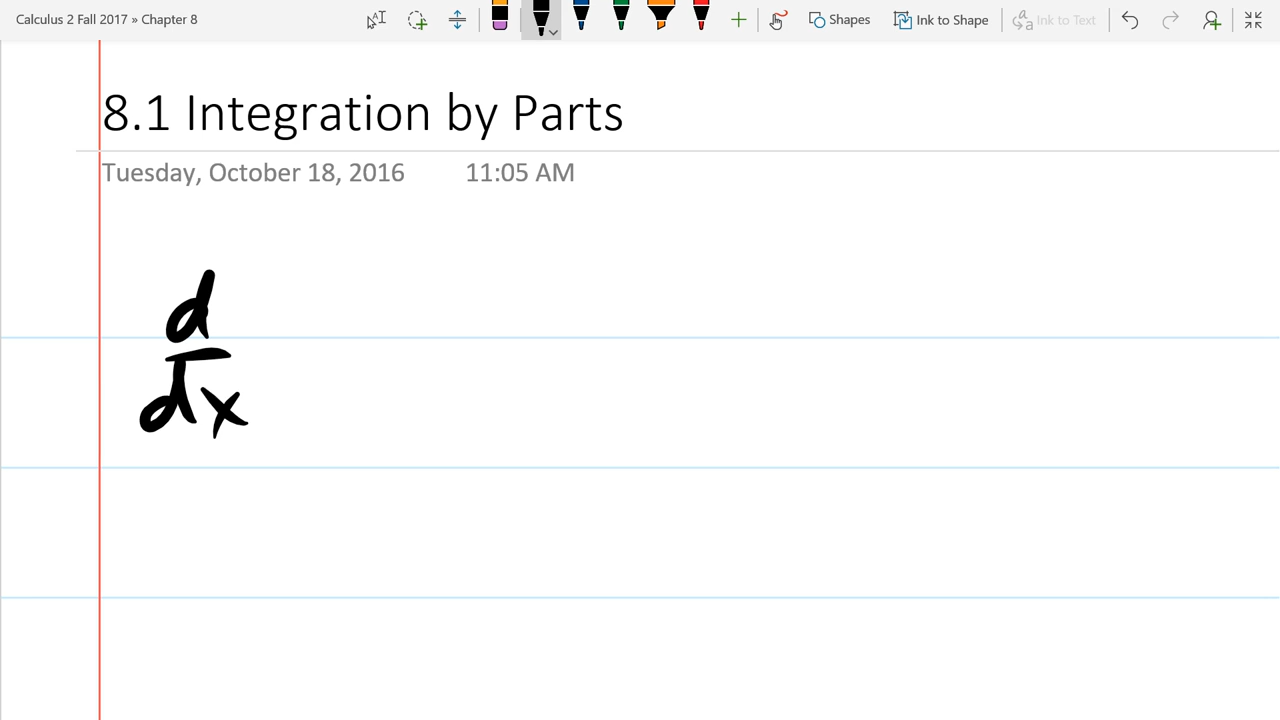 Calculus 2 Fall 2017 » Chapter 8
Shapes
Ink to Shape
Ink to Text
8.1 Integration by Parts
Tuesday, October 18, 2016 11:05 AM
d
dx